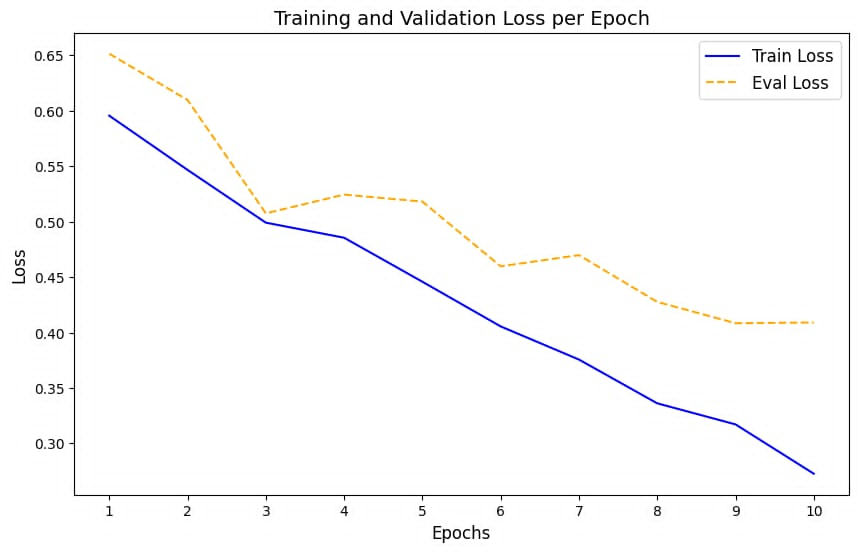 Training and Validation Loss per Epoch
Train Loss
Eval Loss
Loss
0.65
0.60
0.55
0.50
0.45
0.40
0.35
0.30
1 2 3 4 5 6 7 8 9 10
Epochs